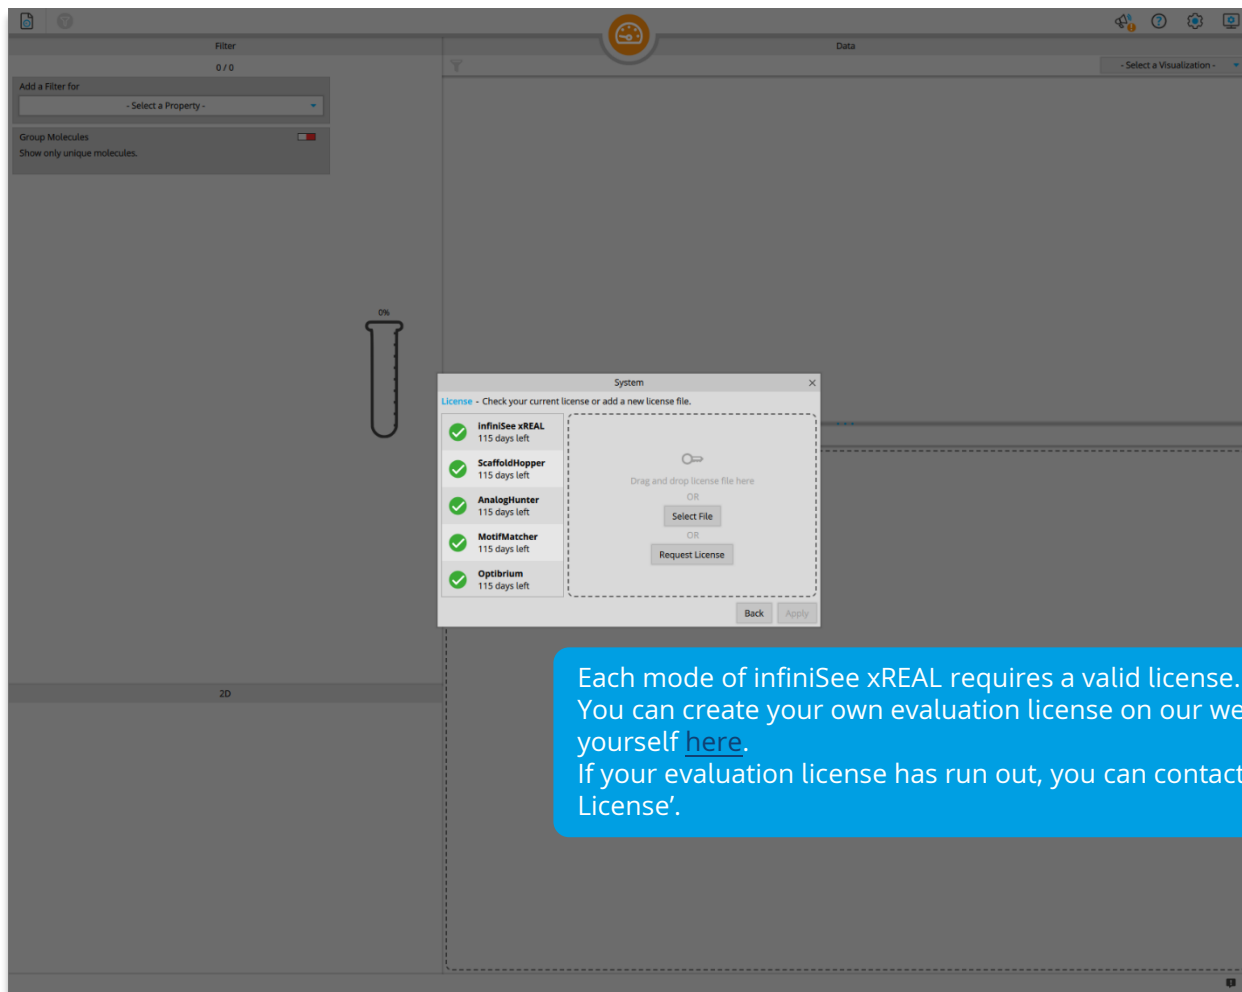 Filter
Data
0 / 0
- Select a Visualization -
Add a Filter for
- Select a Property -
Group Molecules
Show only unique molecules.
0%
System
License - Check your current license or add a new license file.
infiniSee xREAL
115 days left
ScaffoldHopper
115 days left
AnalogHunter
115 days left
MotifMatcher
115 days left
Optibrium
115 days left
Drag and drop license file here
OR
Select File
OR
Request License
Back
Apply
Each mode of infiniSee xREAL requires a valid license.
You can create your own evaluation license on our we
yourself here.
If your evaluation license has run out, you can contact
License’.
2D